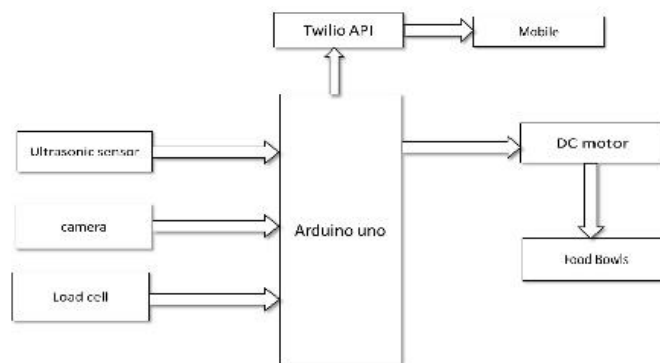 Twilio API
Mobile
Ultrasonic sensor
DC motor
camera
Arduino uno
Food Bowls
Load cell